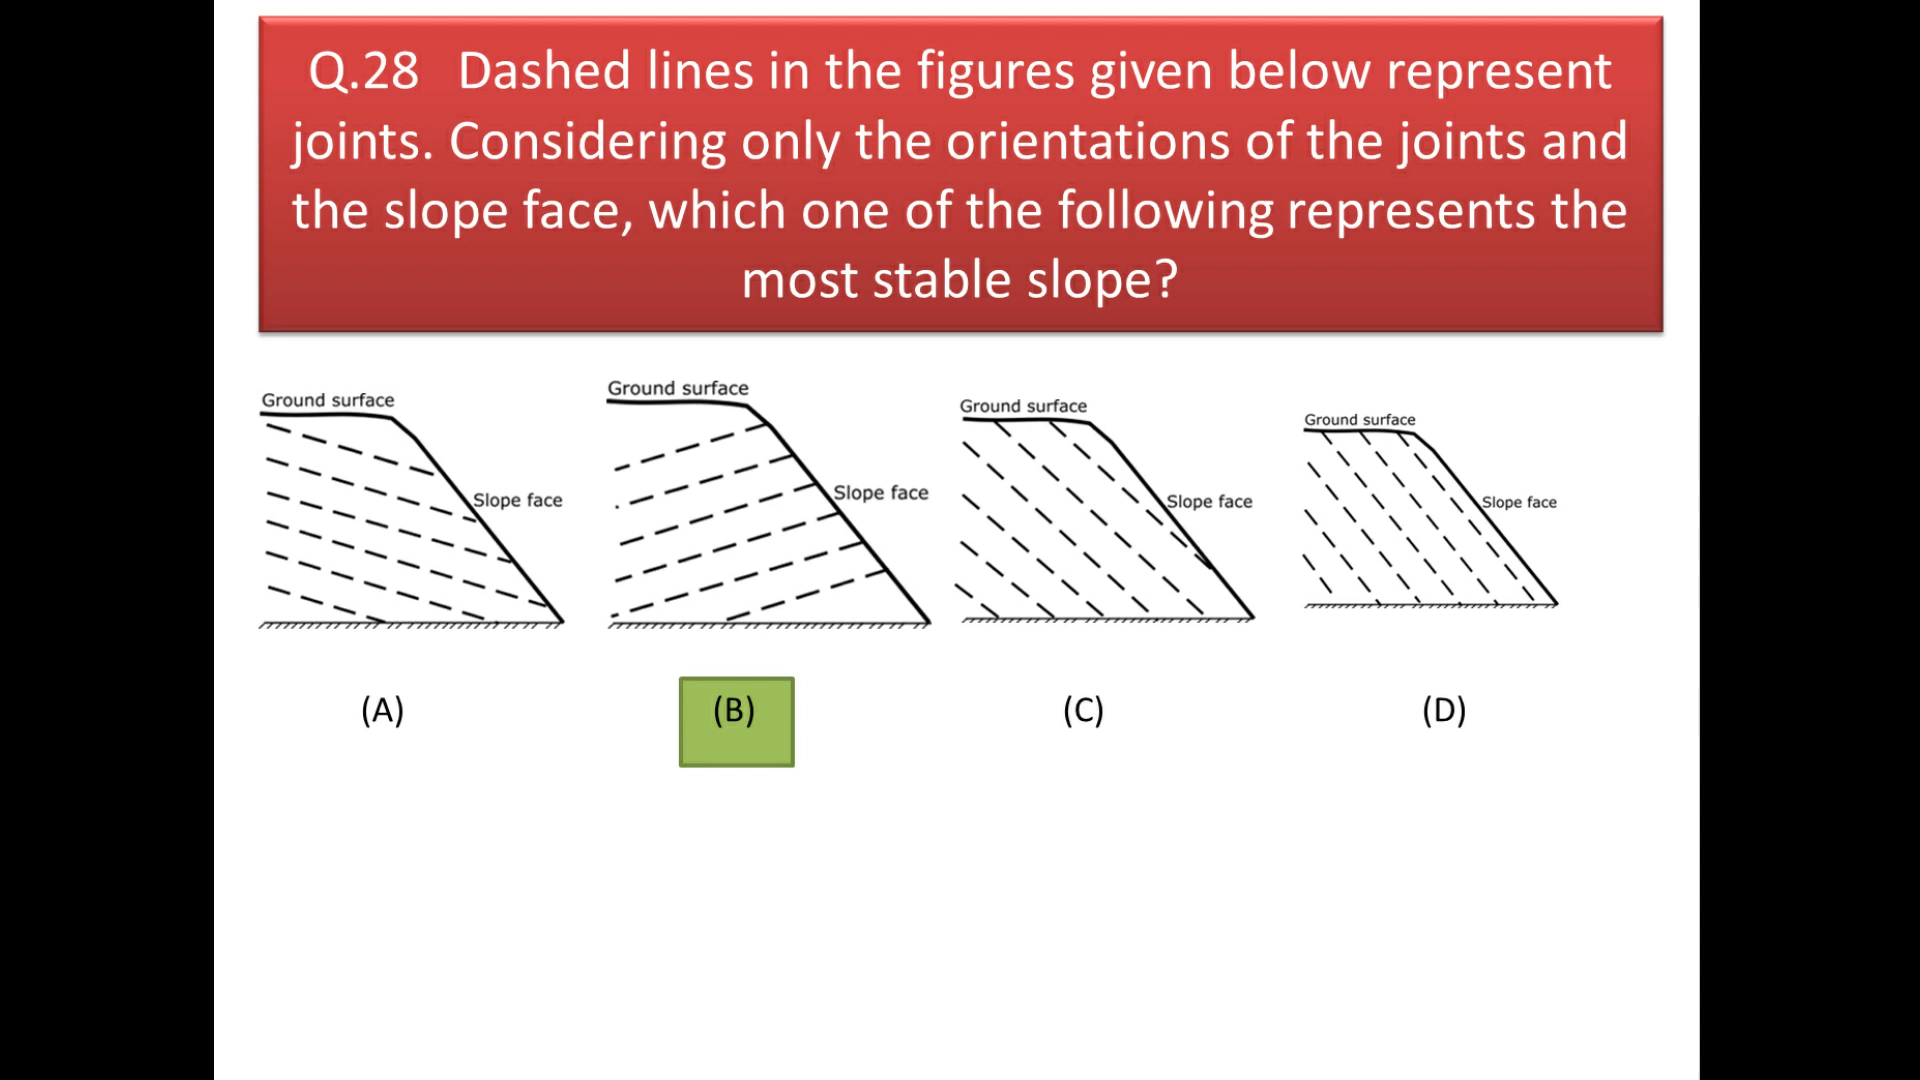 Q.28 Dashed lines in the figures given below represent
joints. Considering only the orientations of the joints and
the slope face, which one of the following represents the
most stable slope?
Ground surface
Slope face
(A)
Ground surface
Slope face
(B)
Ground surface
Slope face
(C)
Ground surface
Slope face
(D)